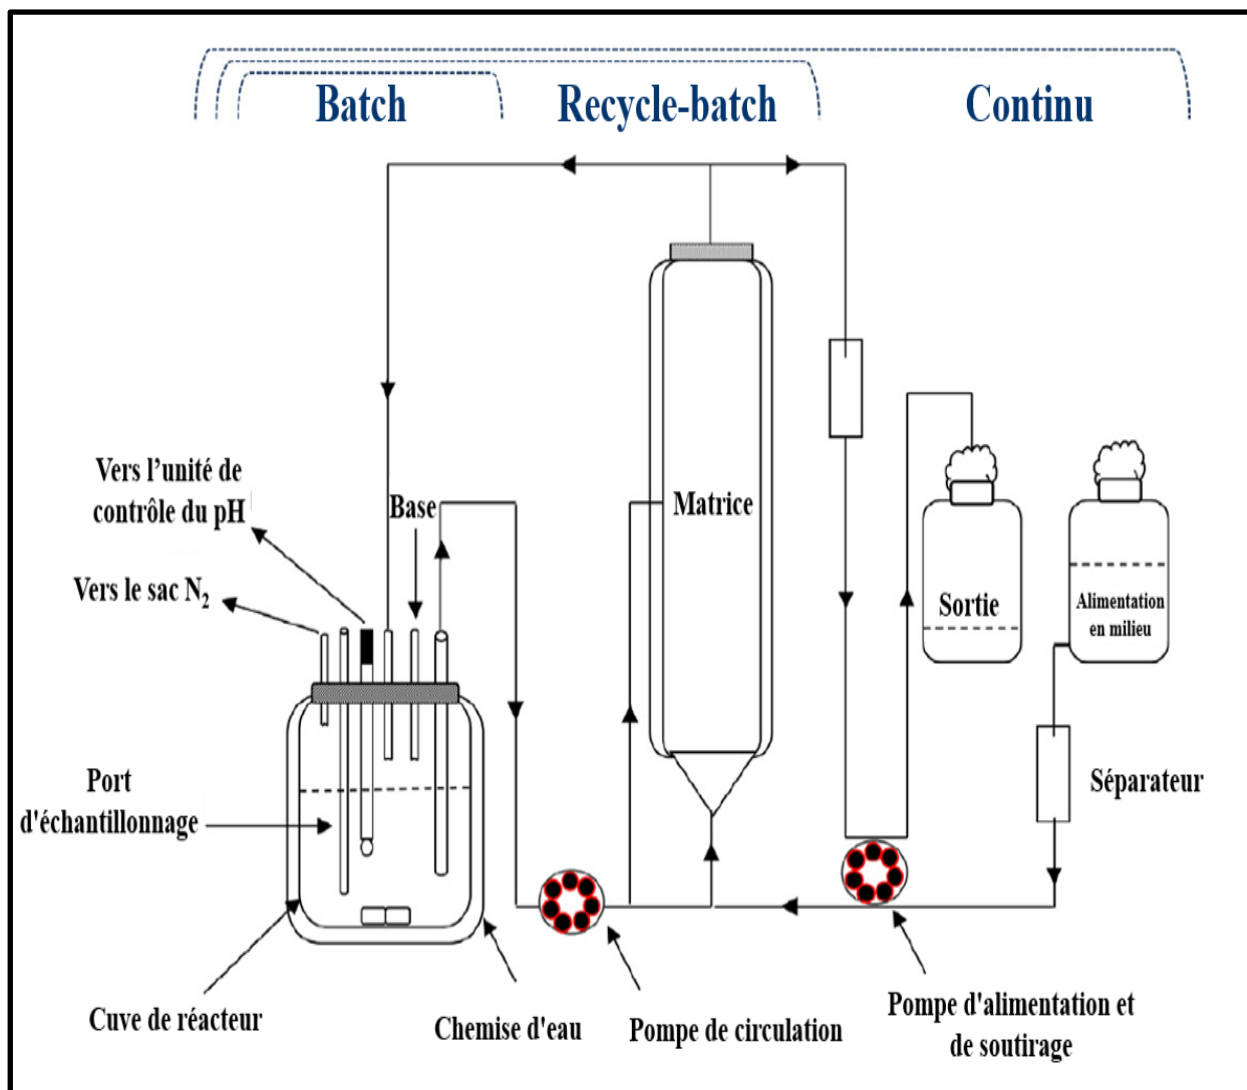 Batch
Recycle-batch
Continu
Vers l’unité de
contrôle du pH
Base
Matrice
Vers le sac N₂
Sortie
Alimentation
en milieu
Port
d'échantillonnage
Séparateur
Cuve de réacteur
Chemise d'eau
Pompe de circulation
Pompe d'alimentation et
de soutirage